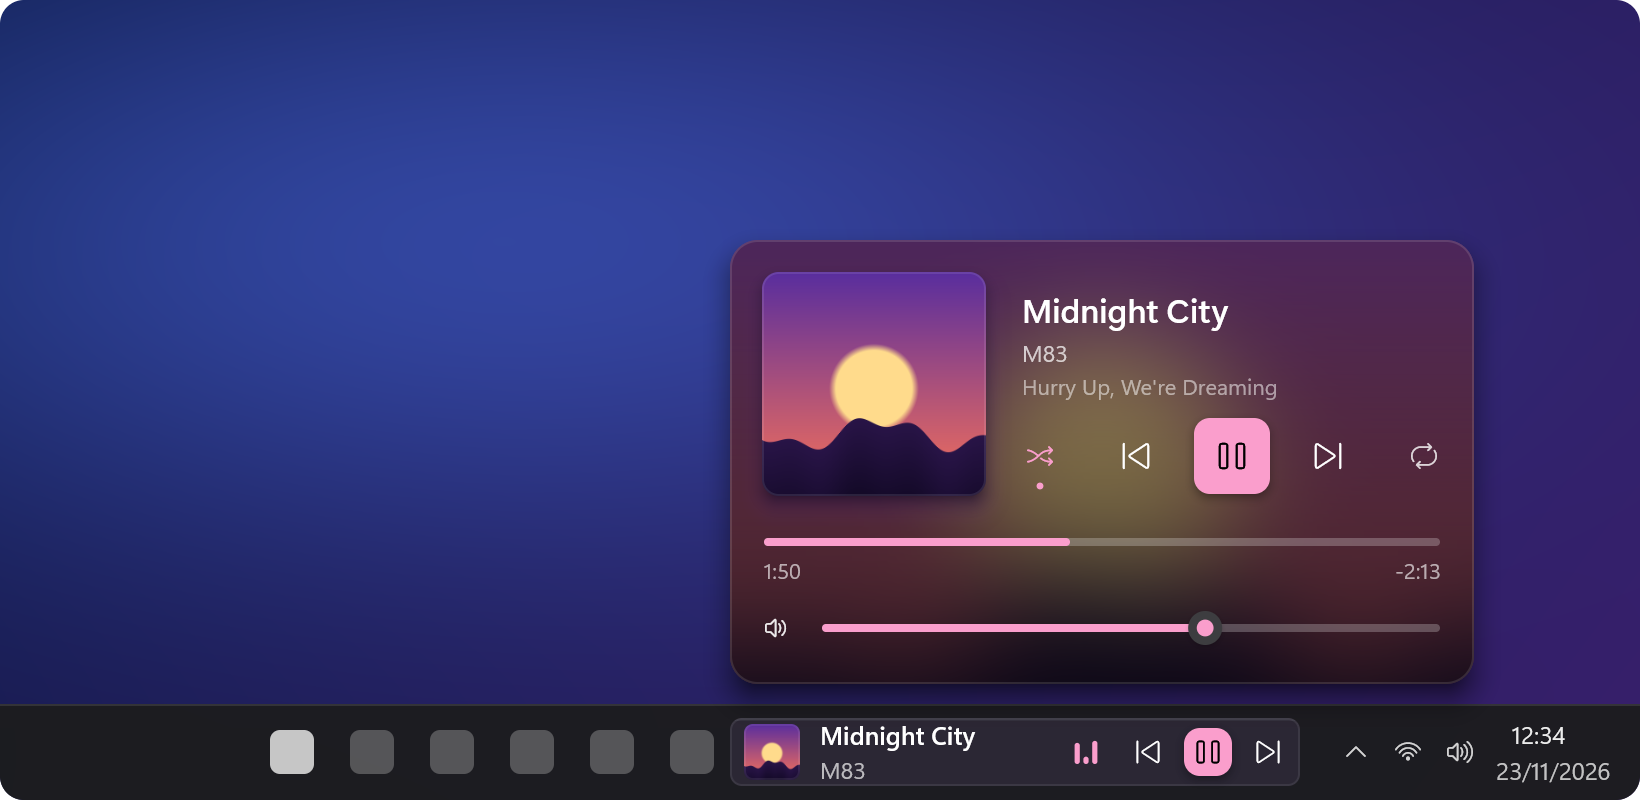 Midnight City
M83
Hurry Up, We're Dreaming
1:50
-2:13
Midnight City
M83
12:34
23/11/2026